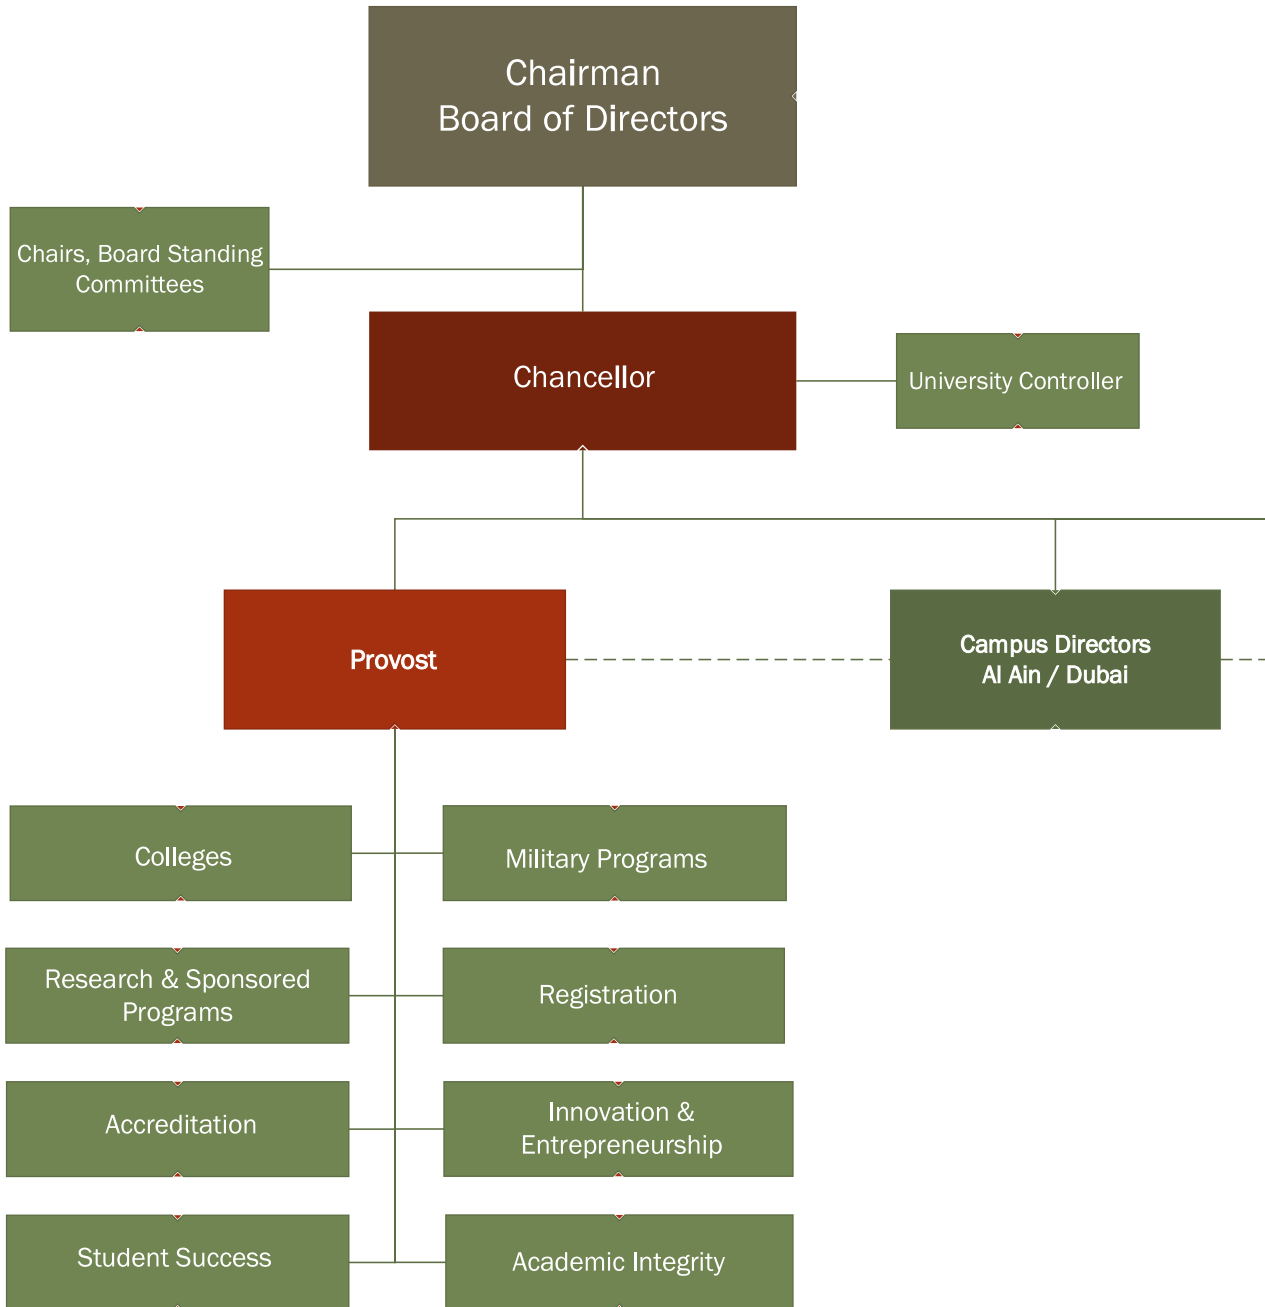 Chairman
Board of Directors
Chairs, Board Standing
Committees
Chancellor
University Controller
Provost
Campus Directors
Al Ain / Dubai
Colleges
Military Programs
Research & Sponsored
Programs
Registration
Accreditation
Innovation &
Entrepreneurship
Student Success
Academic Integrity